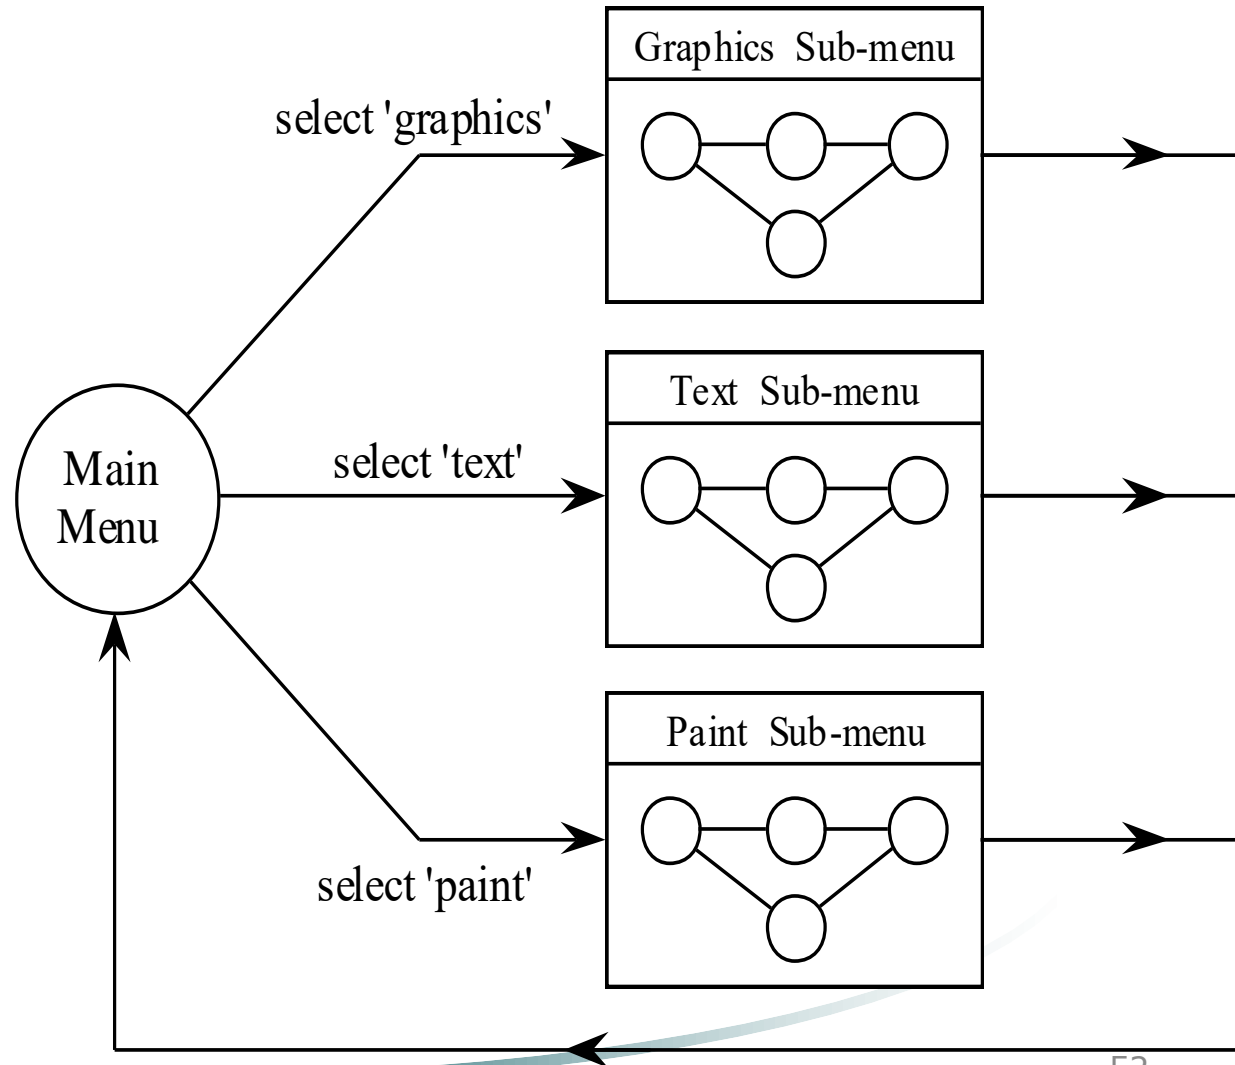 Graphics Sub-menu
select 'graphics'
Text Sub-menu
Main
Menu
select 'text'
Paint Sub-menu
select 'paint'